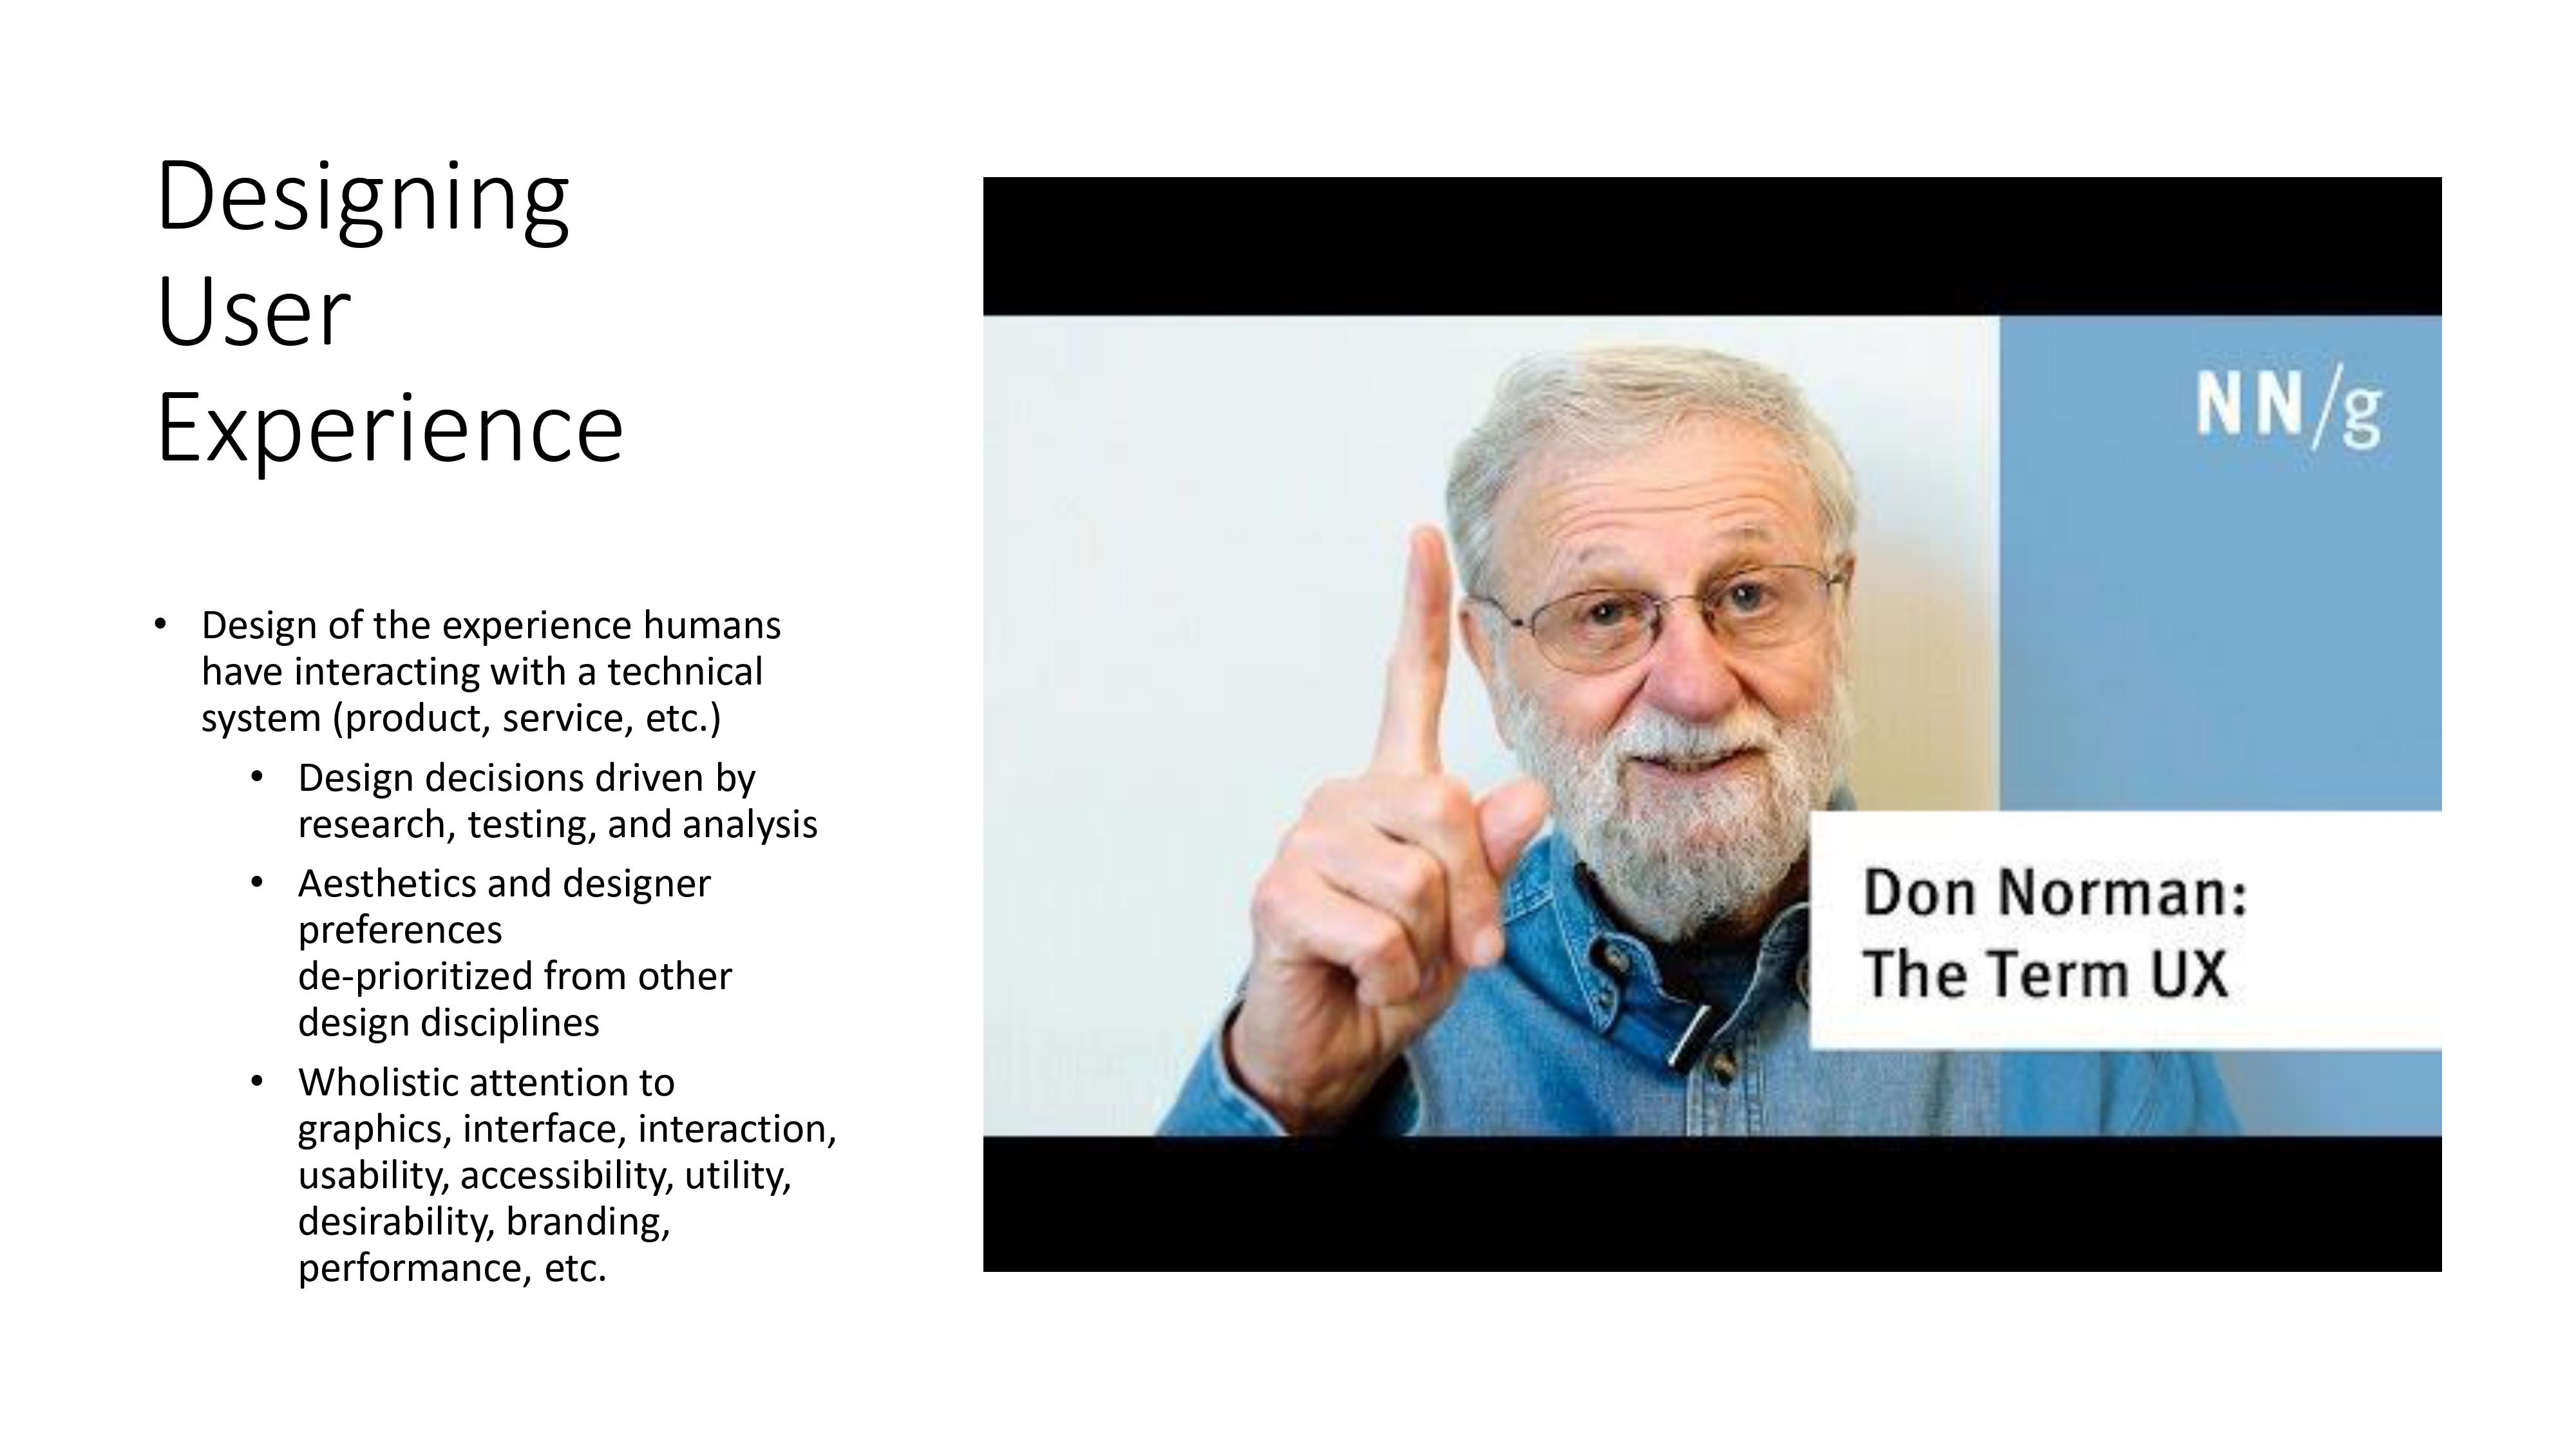 Designing
User
Experience
• Design of the experience humans
have interacting with a technical
system (product, service, etc.)
• Design decisions driven by
research, testing, and analysis
• Aesthetics and designer
preferences
de-prioritized from other
design disciplines
• Wholistic attention to
graphics, interface, interaction,
usability, accessibility, utility,
desirability, branding,
performance, etc.
NN/g
Don Norman:
The Term UX